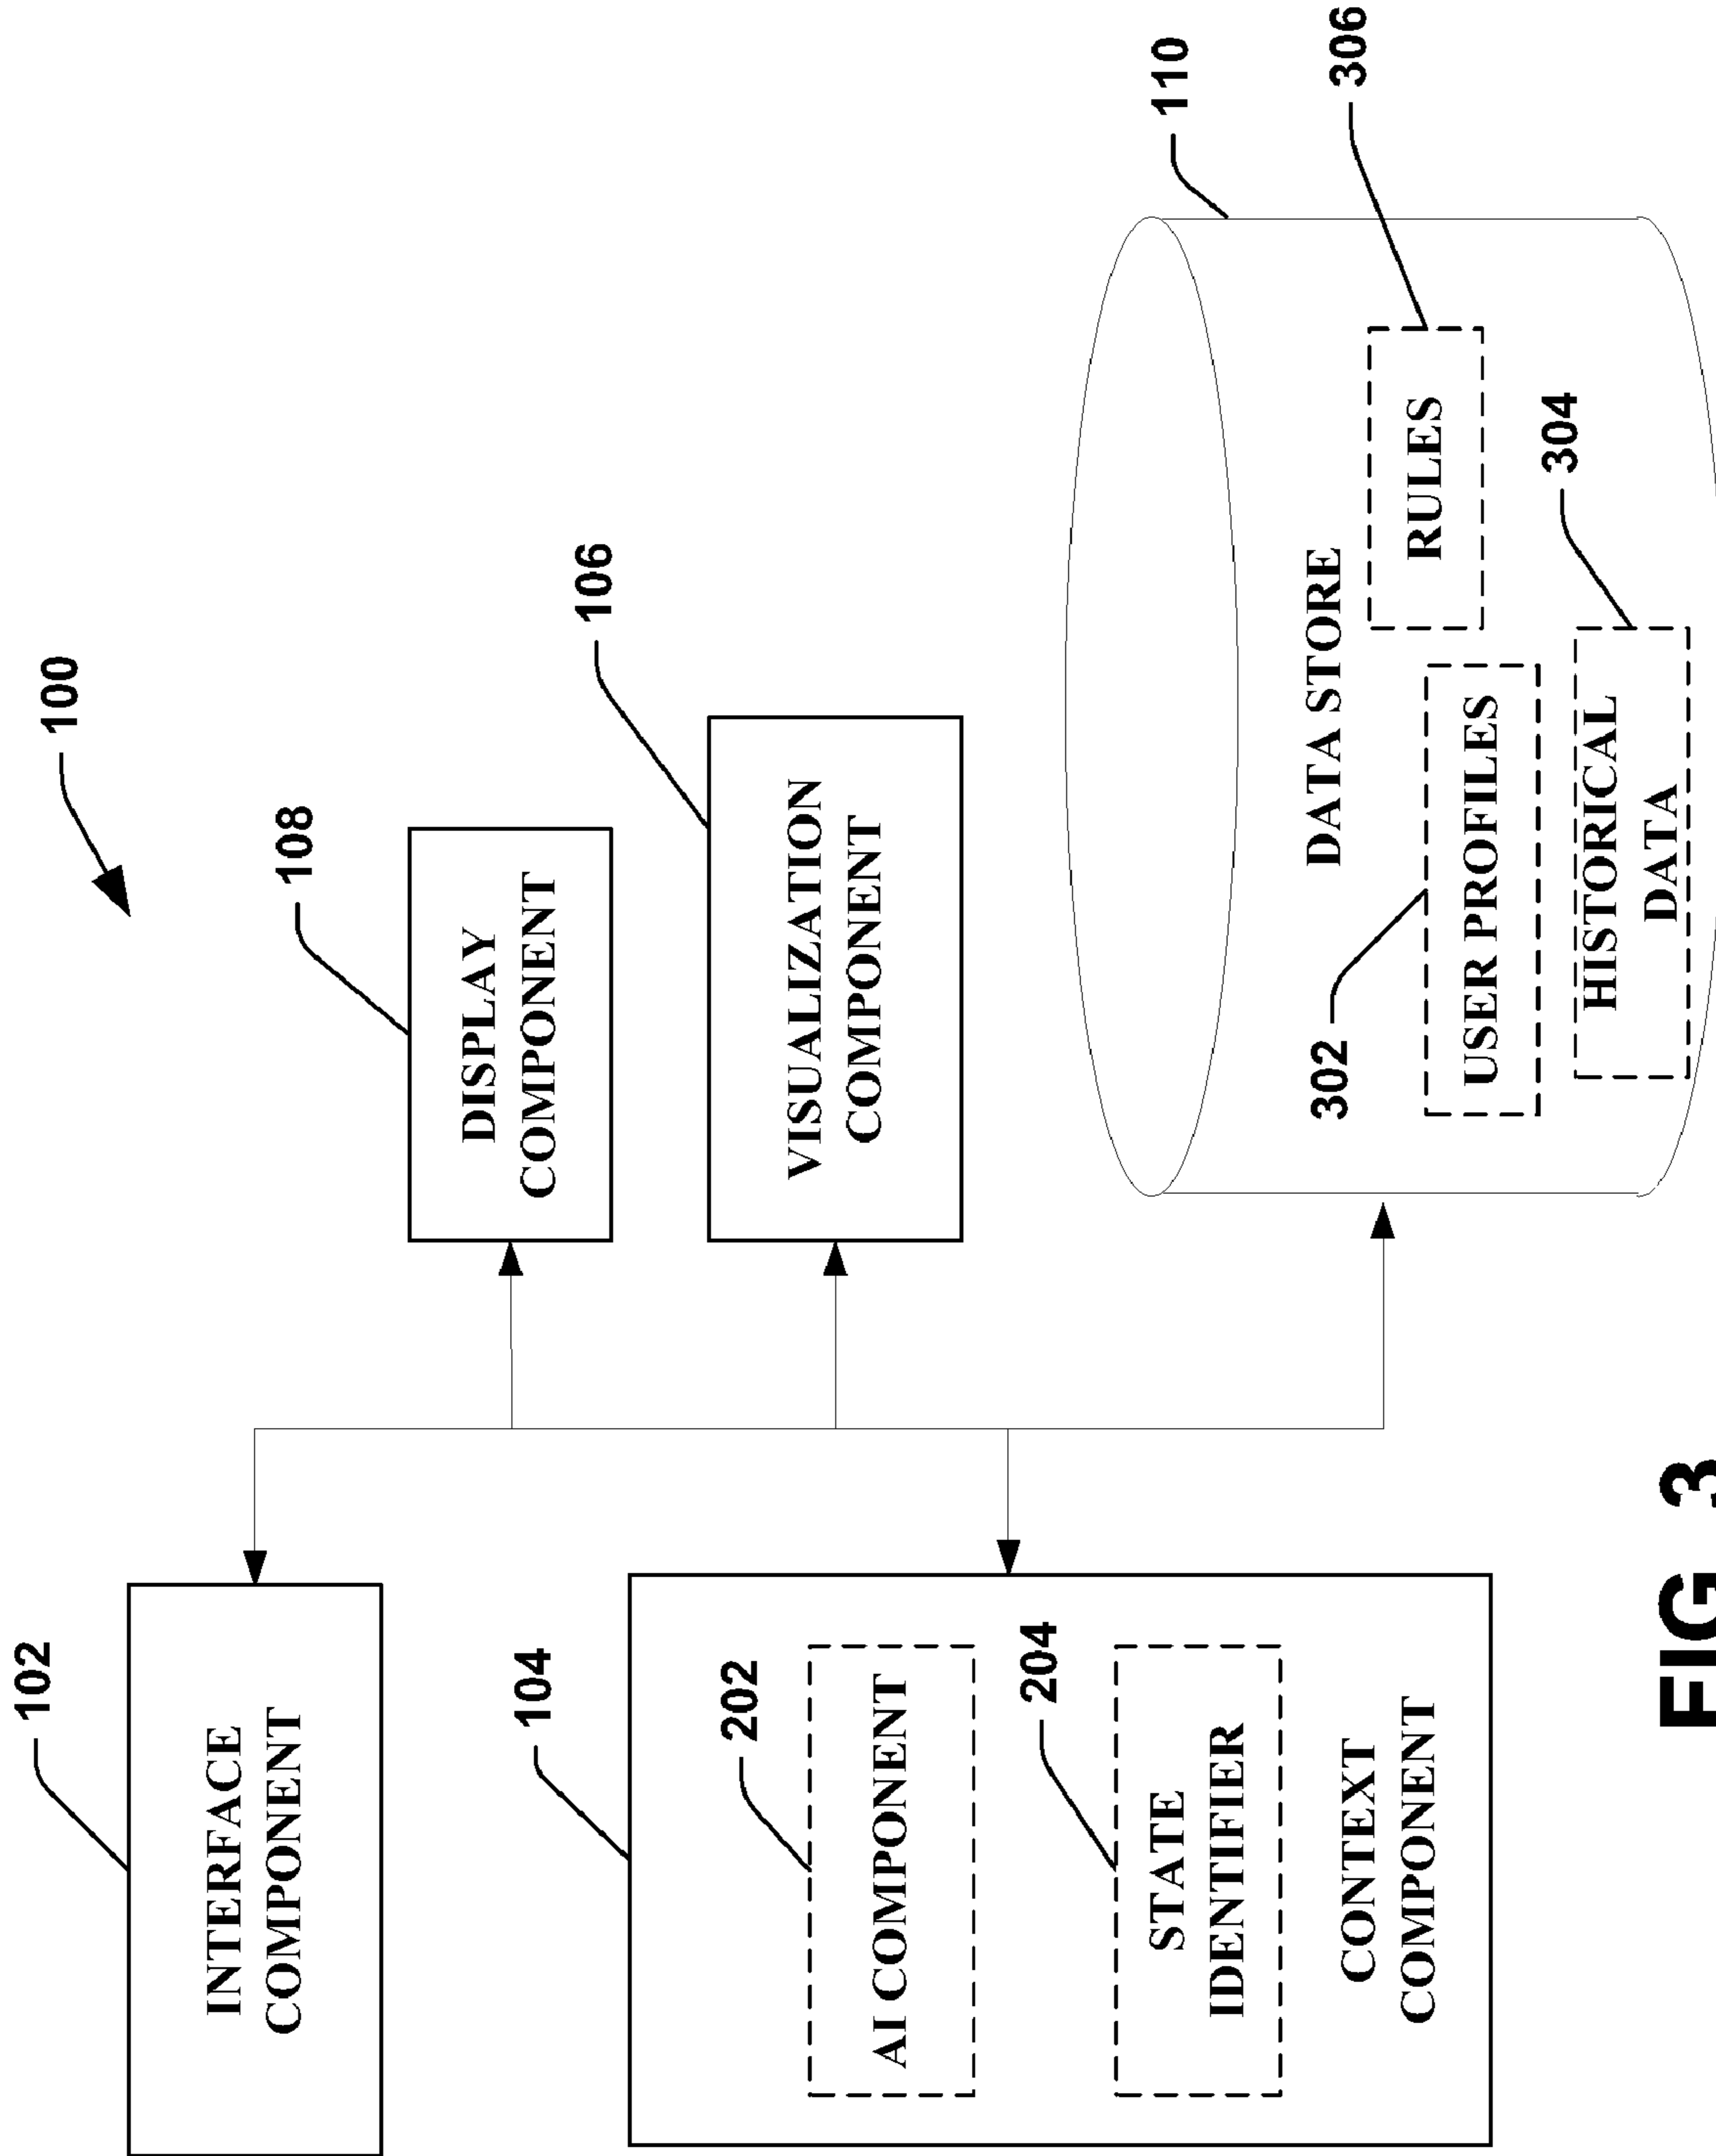 100
102
INTERFACE
COMPONENT
108
DISPLAY
COMPONENT
104
202
AI COMPONENT
204
STATE
IDENTIFIER
CONTEXT
COMPONENT
106
VISUALIZATION
COMPONENT
110
DATA STORE
302
USER PROFILES
306
RULES
304
HISTORICAL
DATA
FIG. 3